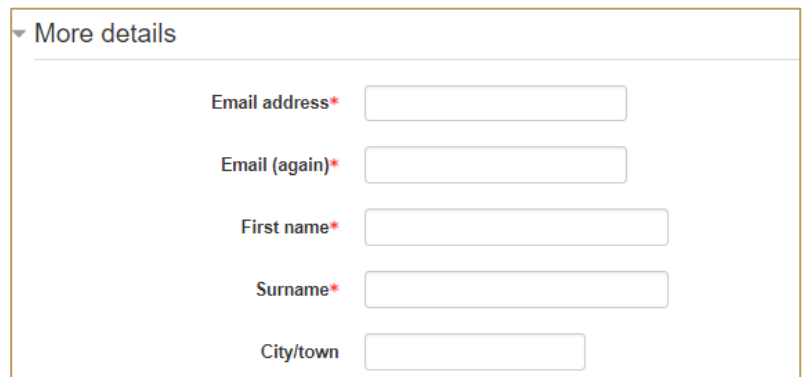 More details
Email address*
Email (again)*
First name*
Surname*
City/town